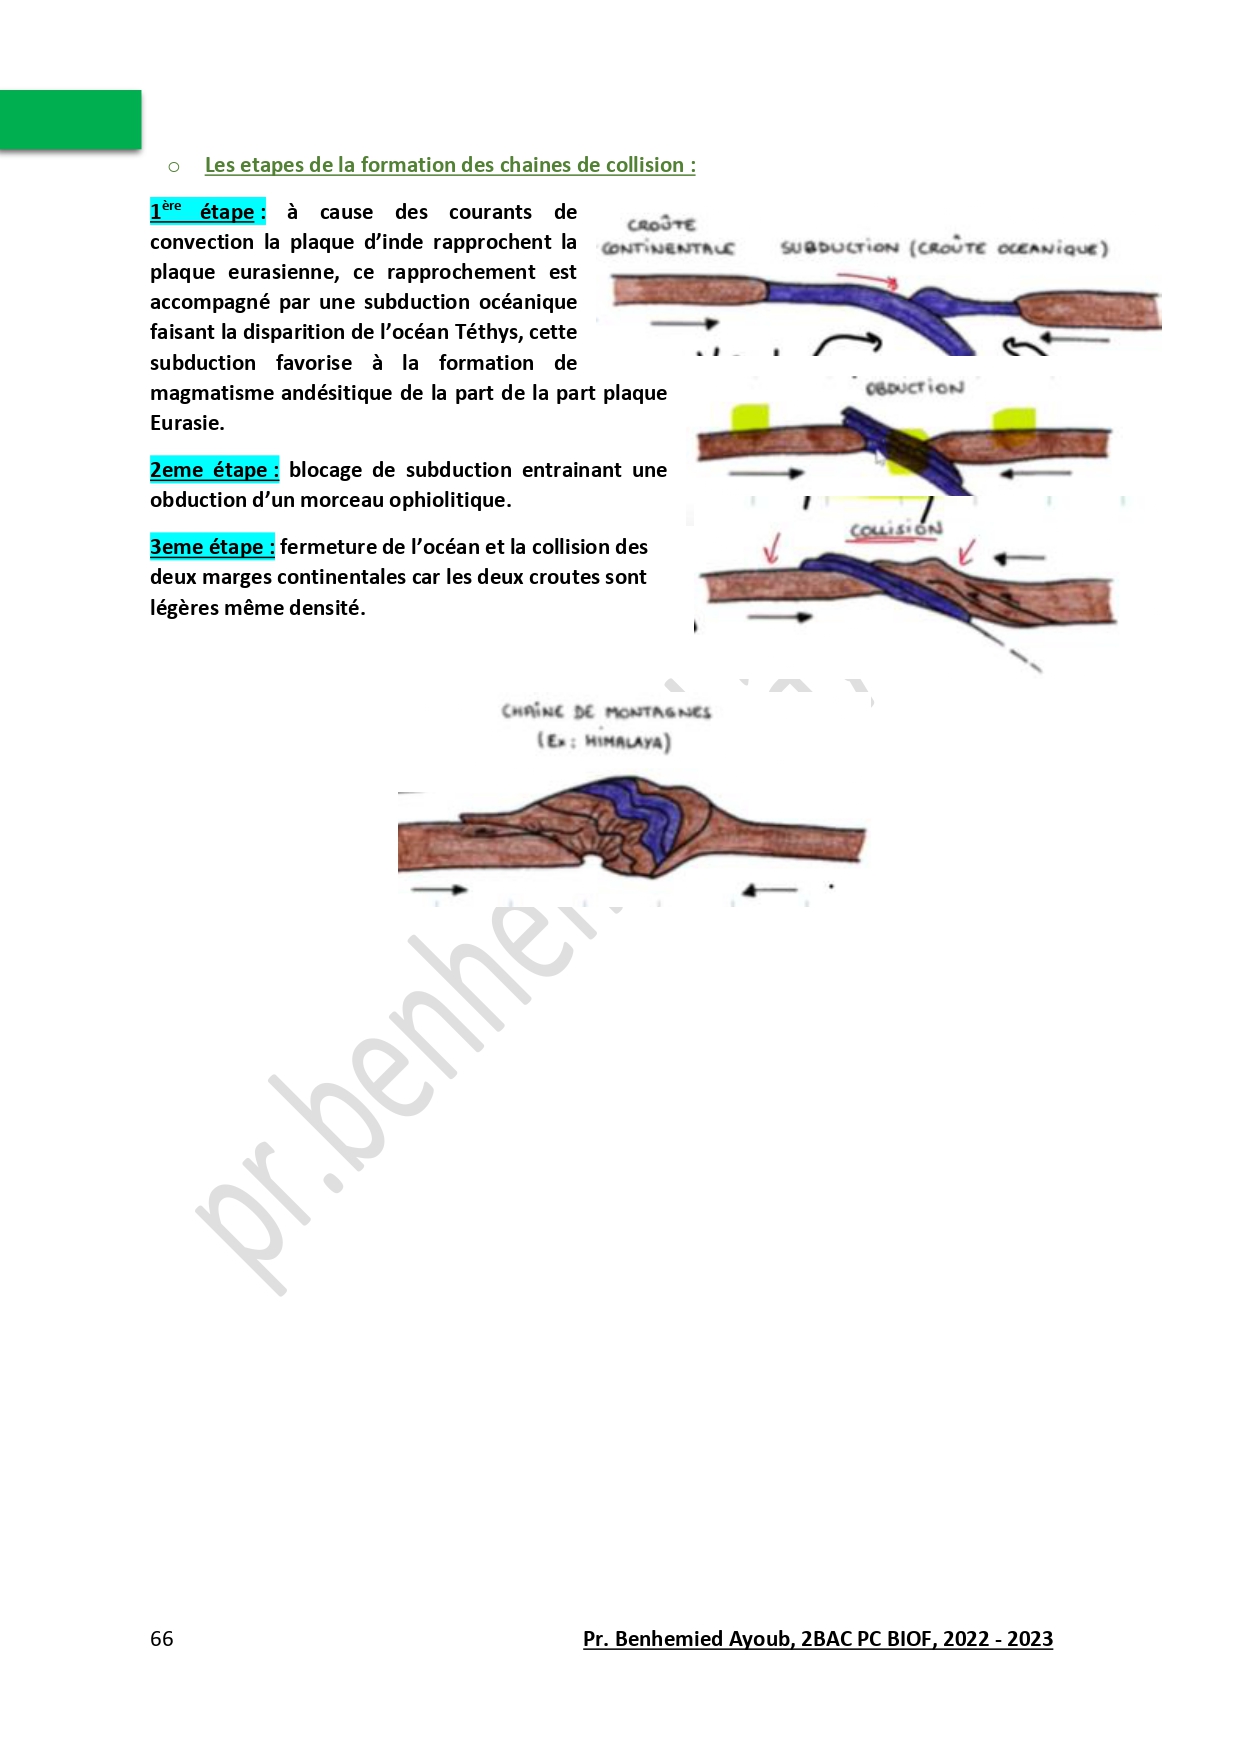 o Les etapes de la formation des chaines de collision :
1ère étape : à cause des courants de
convection la plaque d’inde rapprochent la
plaque eurasienne, ce rapprochement est
accompagné par une subduction océanique
faisant la disparition de l’océan Téthys, cette
subduction favorise à la formation de
magmatisme andésitique de la part de la part plaque
Eurasie.
2eme étape : blocage de subduction entrainant une
obduction d’un morceau ophiolitique.
3eme étape : fermeture de l’océan et la collision des
deux marges continentales car les deux croutes sont
légères même densité.
CROÛTE
CONTINENTALE
SUBDUCTION (CROÛTE OCEANIQUE)
OBDUCTION
COLLISION
CHAÎNE DE MONTAGNES
(Ex : HIMALAYA)
pr.benhem
66
Pr. Benhemied Ayoub, 2BAC PC BIOF, 2022 - 2023